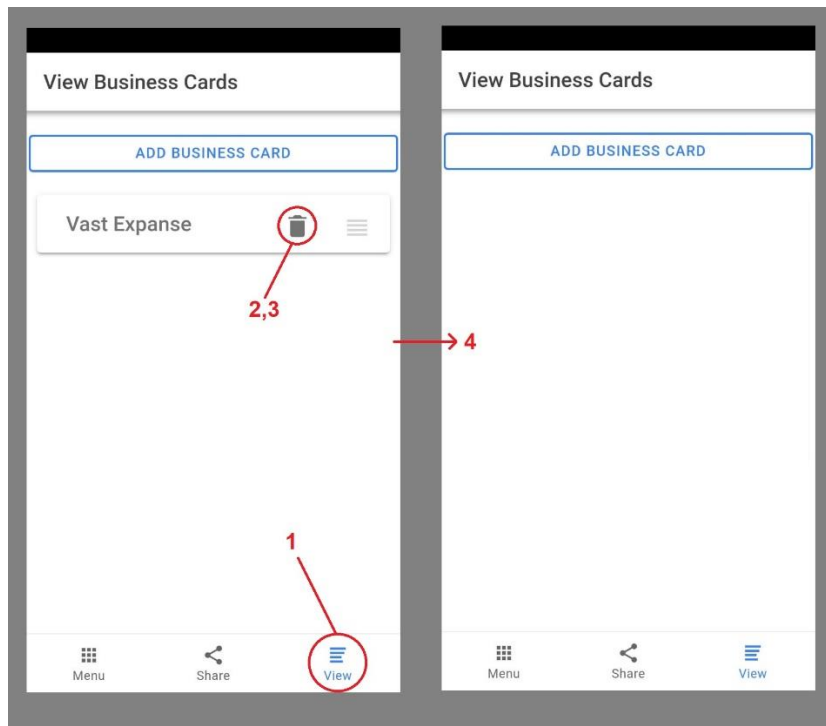 View Business Cards
ADD BUSINESS CARD
Vast Expanse
2,3
1
Menu
Share
View
4
View Business Cards
ADD BUSINESS CARD
Menu
Share
View